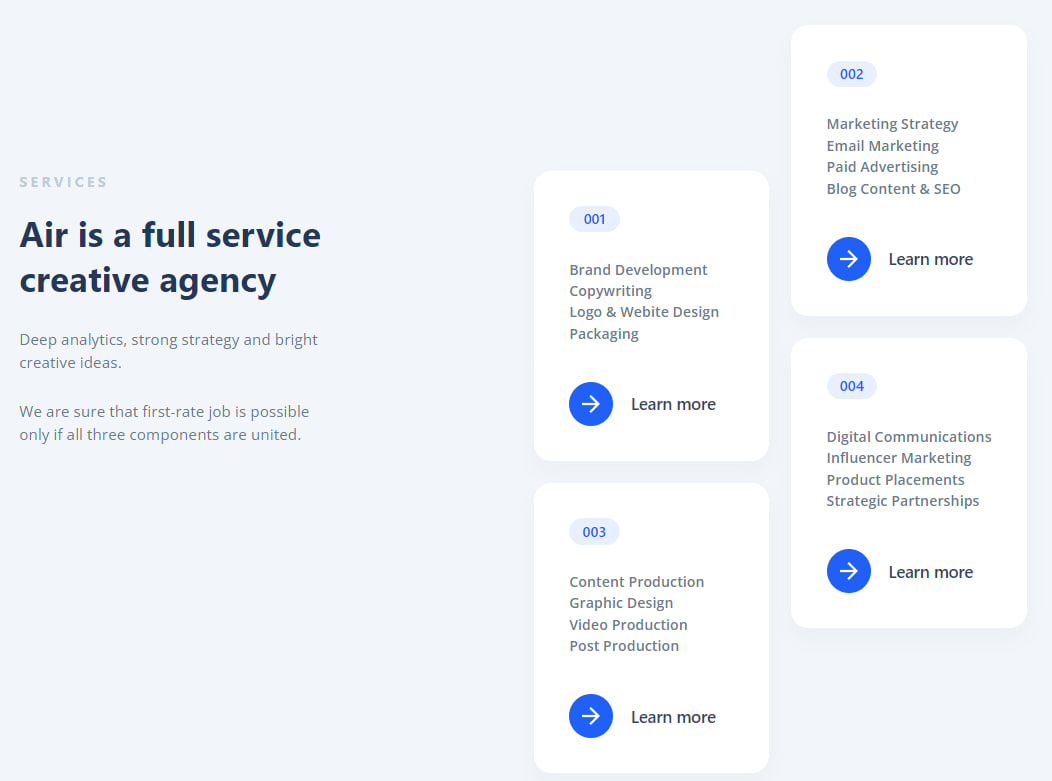 SERVICES
Air is a full service
creative agency
Deep analytics, strong strategy and bright
creative ideas.
We are sure that first-rate job is possible
only if all three components are united.
001
Brand Development
Copywriting
Logo & Webite Design
Packaging
Learn more
002
Marketing Strategy
Email Marketing
Paid Advertising
Blog Content & SEO
Learn more
003
Content Production
Graphic Design
Video Production
Post Production
Learn more
004
Digital Communications
Influencer Marketing
Product Placements
Strategic Partnerships
Learn more